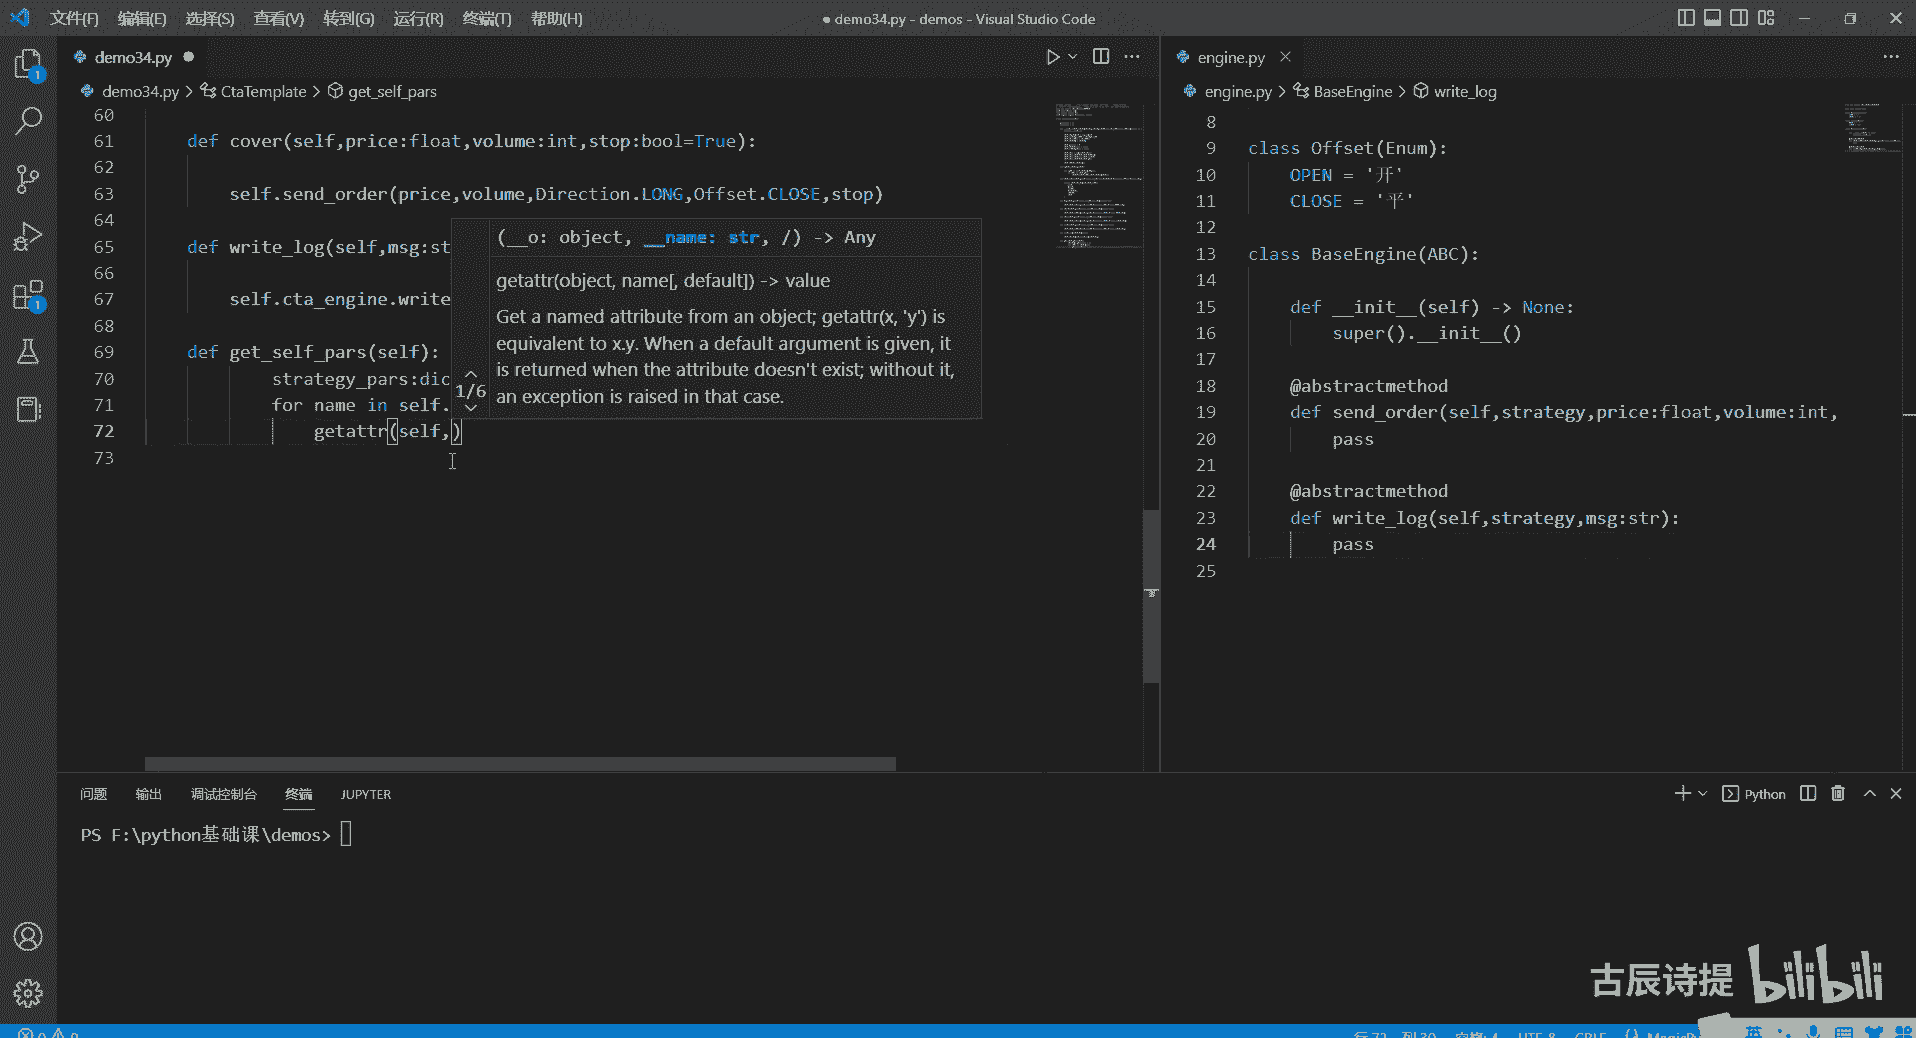 文件(F) 编辑(E) 选择(S) 查看(V) 转到(G) 运行(R) 终端(T) 帮助(H) ● demo34.py - demos - Visual Studio Code
demo34.py ●
demo34.py > CtaTemplate > get_self_pars
60
61 def cover(self,price:float,volume:int,stop:bool=True):
62
63 self.send_order(price,volume,Direction.LONG,Offset.CLOSE,stop)
64
65 def write_log(self,msg:st
66
67 self.cta_engine.write
68
69 def get_self_pars(self):
70 strategy_pars:dic
71 for name in self.
72 getattr(self,)
73
(__o: object, __name: str, /) -> Any
getattr(object, name[, default]) -> value
Get a named attribute from an object; getattr(x, 'y') is
equivalent to x.y. When a default argument is given, it
is returned when the attribute doesn't exist; without it,
an exception is raised in that case.
1/6
engine.py
engine.py > BaseEngine > write_log
8
9 class Offset(Enum):
10 OPEN = '开'
11 CLOSE = '平'
12
13 class BaseEngine(ABC):
14
15 def __init__(self) -> None:
16 super().__init__()
17
18 @abstractmethod
19 def send_order(self,strategy,price:float,volume:int,
20 pass
21
22 @abstractmethod
23 def write_log(self,strategy,msg:str):
24 pass
25
1
1
问题 输出 调试控制台 终端 JUPYTER
Python
PS F:\python基础课\demos>
古辰诗提 bilibili
英